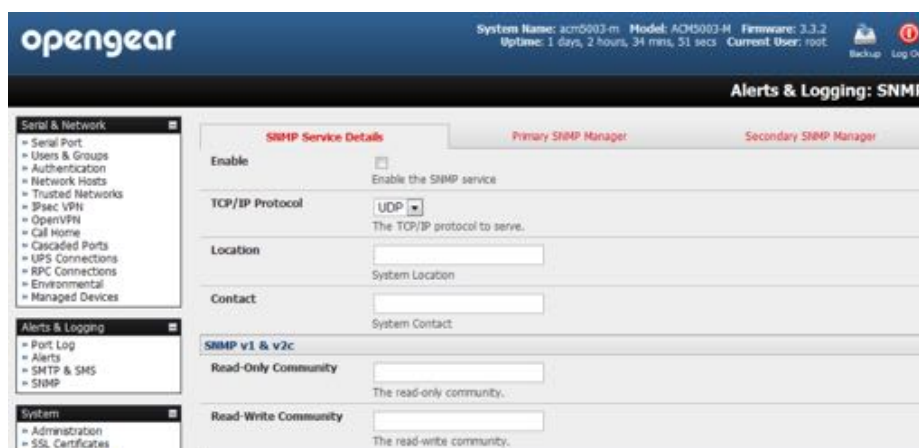 opengear
System Name: acm5003-m Model: ACM5003-M Firmware: 3.3.2
Uptime: 1 days, 2 hours, 34 mins, 51 secs Current User: root
Backup
Log O
Alerts & Logging: SNM
Serial & Network
Serial Port
Users & Groups
Authentication
Network Hosts
Trusted Networks
IPsec VPN
OpenVPN
Call Home
Cascaded Ports
UPS Connections
RPC Connections
Environmental
Managed Devices
Alerts & Logging
Port Log
Alerts
SMTP & SMS
SNMP
System
Administration
SSL Certificates
SNMP Service Details
Primary SNMP Manager
Secondary SNMP Manager
Enable
Enable the SNMP service
TCP/IP Protocol
UDP
The TCP/IP protocol to serve.
Location
System Location
Contact
System Contact
SNMP v1 & v2c
Read-Only Community
The read-only community.
Read-Write Community
The read-write community.